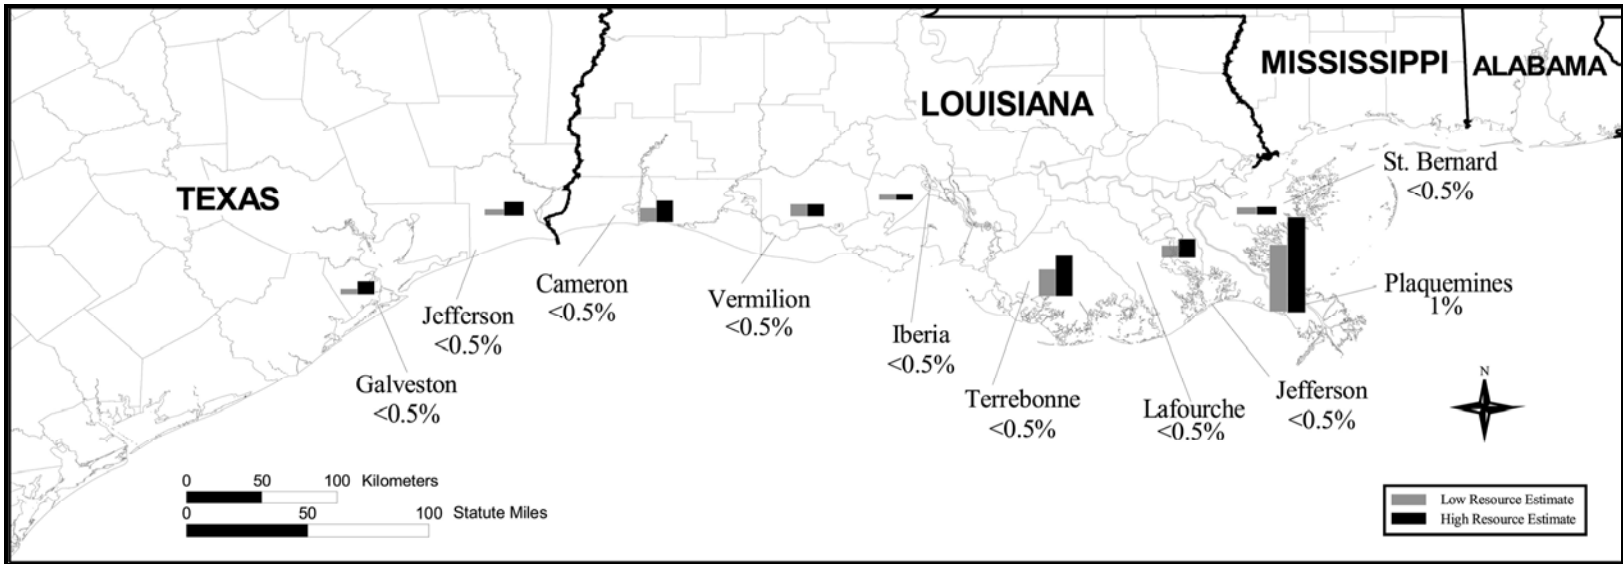 TEXAS
LOUISIANA
MISSISSIPPI
ALABAMA
Galveston
<0.5%
Jefferson
<0.5%
Cameron
<0.5%
Vermilion
<0.5%
Iberia
<0.5%
Terrebonne
<0.5%
Lafourche
<0.5%
Jefferson
<0.5%
Plaquemines
1%
St. Bernard
<0.5%
N
0 50 100 Kilometers
0 50 100 Statute Miles
Low Resource Estimate
High Resource Estimate